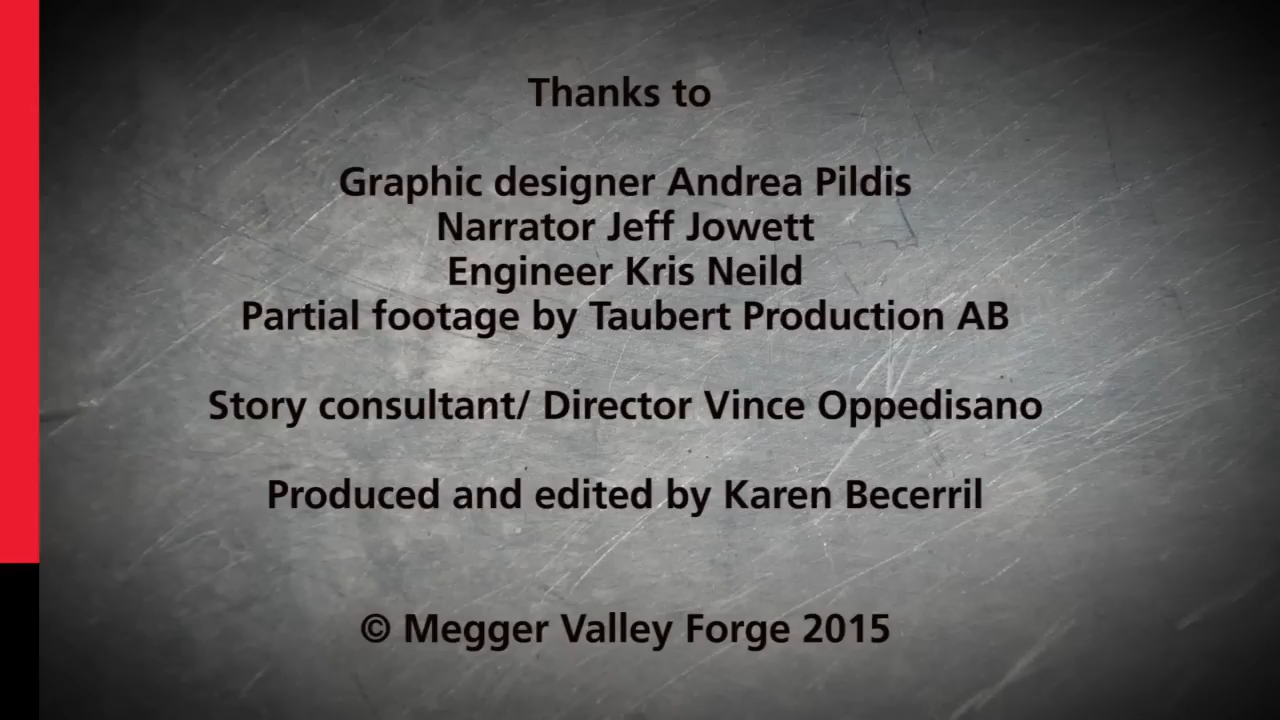 Thanks to
Graphic designer Andrea Pildis
Narrator Jeff Jowett
Engineer Kris Neild
Partial footage by Taubert Production AB
Story consultant/ Director Vince Oppedisano
Produced and edited by Karen Becerril
© Megger Valley Forge 2015